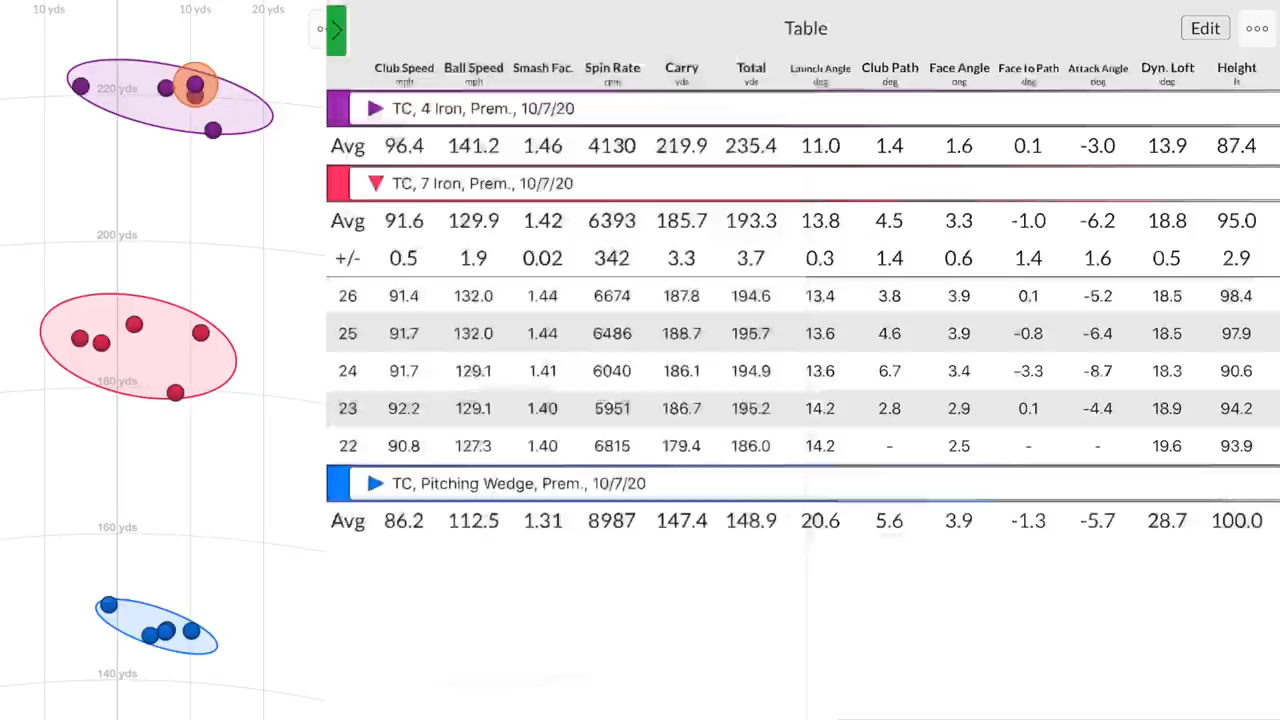 10 yds 10 yds 20 yds
220 yds
200 yds
180 yds
160 yds
140 yds
Table
Edit
Club Speed Ball Speed Smash Fac. Spin Rate Carry Total Launch Angle Club Path Face Angle Face to Path Attack Angle Dyn. Loft Height
mph mph rpm yds yds deg deg deg deg deg deg ft
TC, 4 Iron, Prem., 10/7/20
Avg 96.4 141.2 1.46 4130 219.9 235.4 11.0 1.4 1.6 0.1 -3.0 13.9 87.4
TC, 7 Iron, Prem., 10/7/20
Avg 91.6 129.9 1.42 6393 185.7 193.3 13.8 4.5 3.3 -1.0 -6.2 18.8 95.0
+/- 0.5 1.9 0.02 342 3.3 3.7 0.3 1.4 0.6 1.4 1.6 0.5 2.9
26 91.4 132.0 1.44 6674 187.8 194.6 13.4 3.8 3.9 0.1 -5.2 18.5 98.4
25 91.7 132.0 1.44 6486 188.7 195.7 13.6 4.6 3.9 -0.8 -6.4 18.5 97.9
24 91.7 129.1 1.41 6040 186.1 194.9 13.6 6.7 3.4 -3.3 -8.7 18.3 90.6
23 92.2 129.1 1.40 5951 186.7 195.2 14.2 2.8 2.9 0.1 -4.4 18.9 94.2
22 90.8 127.3 1.40 6815 179.4 186.0 14.2 - 2.5 - - 19.6 93.9
TC, Pitching Wedge, Prem., 10/7/20
Avg 86.2 112.5 1.31 8987 147.4 148.9 20.6 5.6 3.9 -1.3 -5.7 28.7 100.0